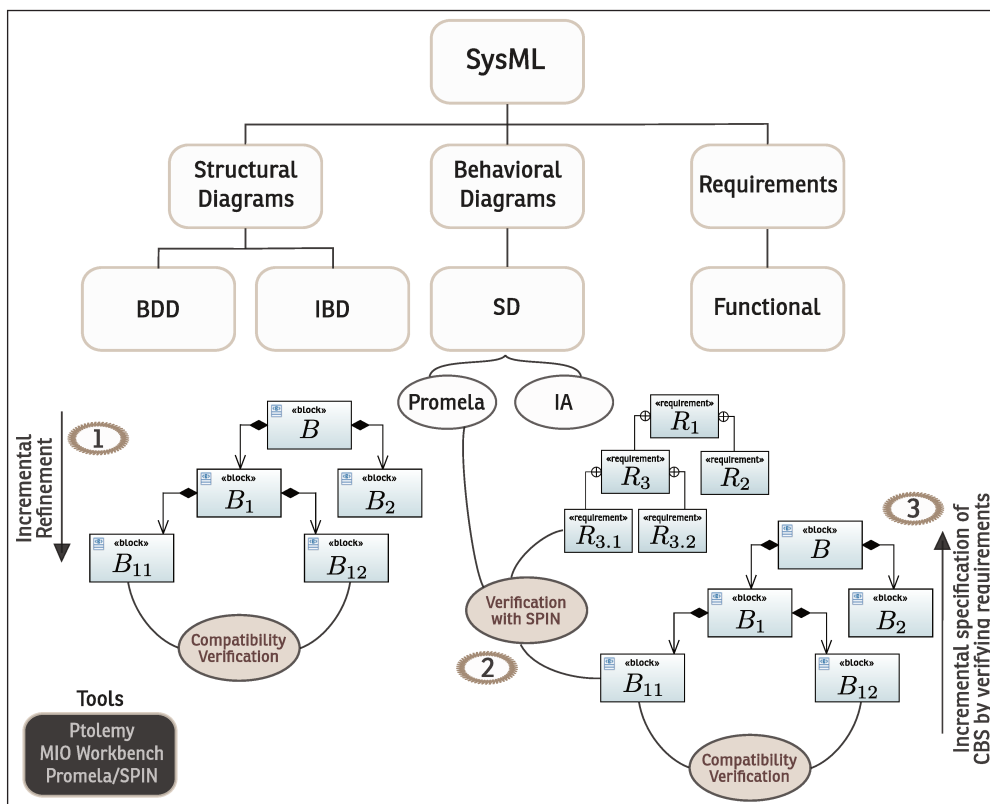 SysML
Structural
Diagrams
Behavioral
Diagrams
Requirements
BDD
IBD
SD
Functional
Promela
IA
Incremental
Refinement
1
«block»
B
«block»
B1
«block»
B2
«block»
B11
«block»
B12
Compatibility
Verification
«requirement»
R1
«requirement»
R3
«requirement»
R2
«requirement»
R3.1
«requirement»
R3.2
Verification
with SPIN
2
3
«block»
B
«block»
B1
«block»
B2
«block»
B11
«block»
B12
Compatibility
Verification
Incremental specification of
CBS by verifying requirements
Tools
Ptolemy
MIO Workbench
Promela/SPIN